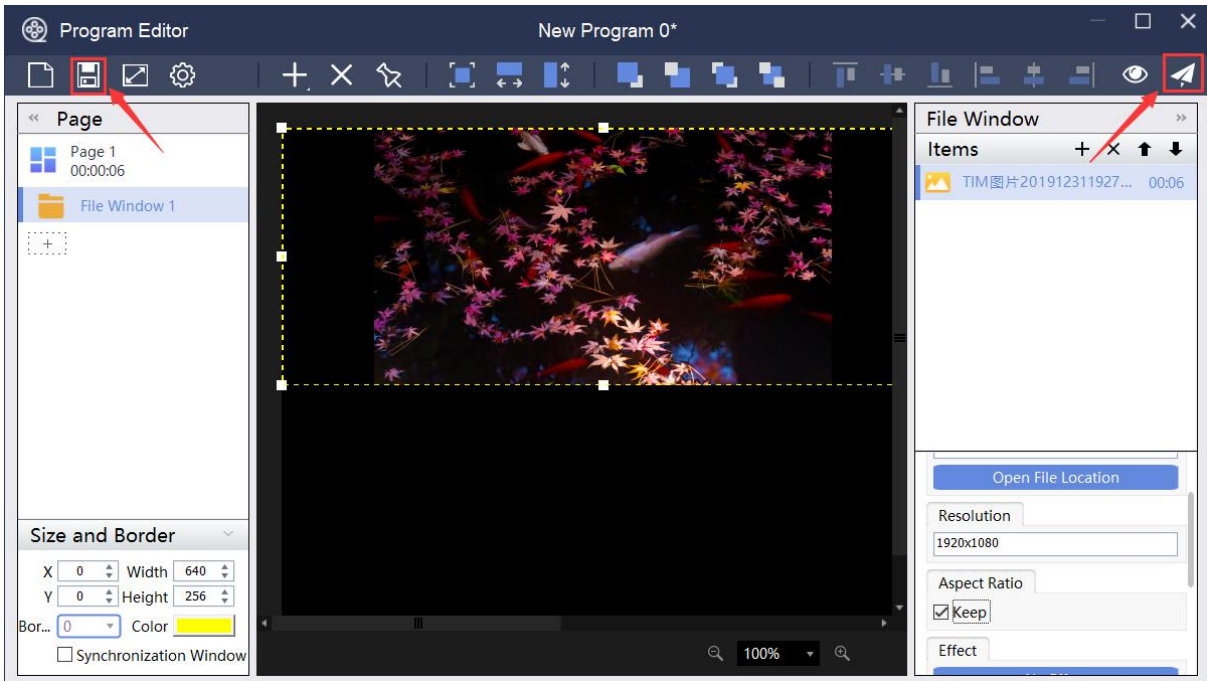 Program Editor
New Program 0*
Page
Page 1
00:00:06
File Window 1
Size and Border
X 0 Width 640
Y 0 Height 256
Bor... 0 Color
Synchronization Window
100%
File Window
Items
TIM图片201912311927... 00:06
Open File Location
Resolution
1920x1080
Aspect Ratio
Keep
Effect